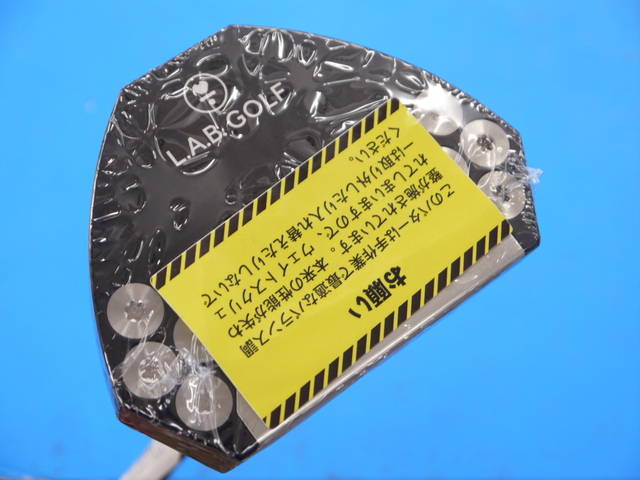 L.A.B. GOLF
お願い
このパターは手作業で最適なバランス調
整が施されています。本来の性能が失わ
れてしまいますので、ウェイトスクリュ
ーは取り外したり入れ替えたりしないで
ください。